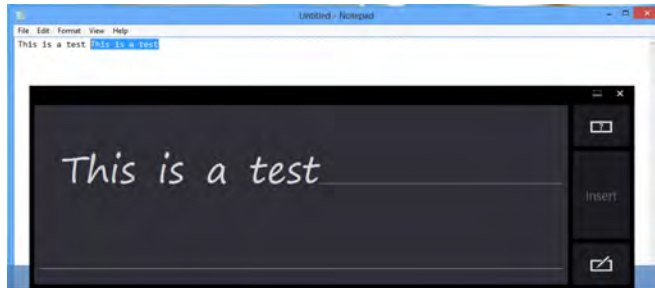 Untitled - Notepad
File Edit Format View Help
This is a test This is a test
This is a test
Insert